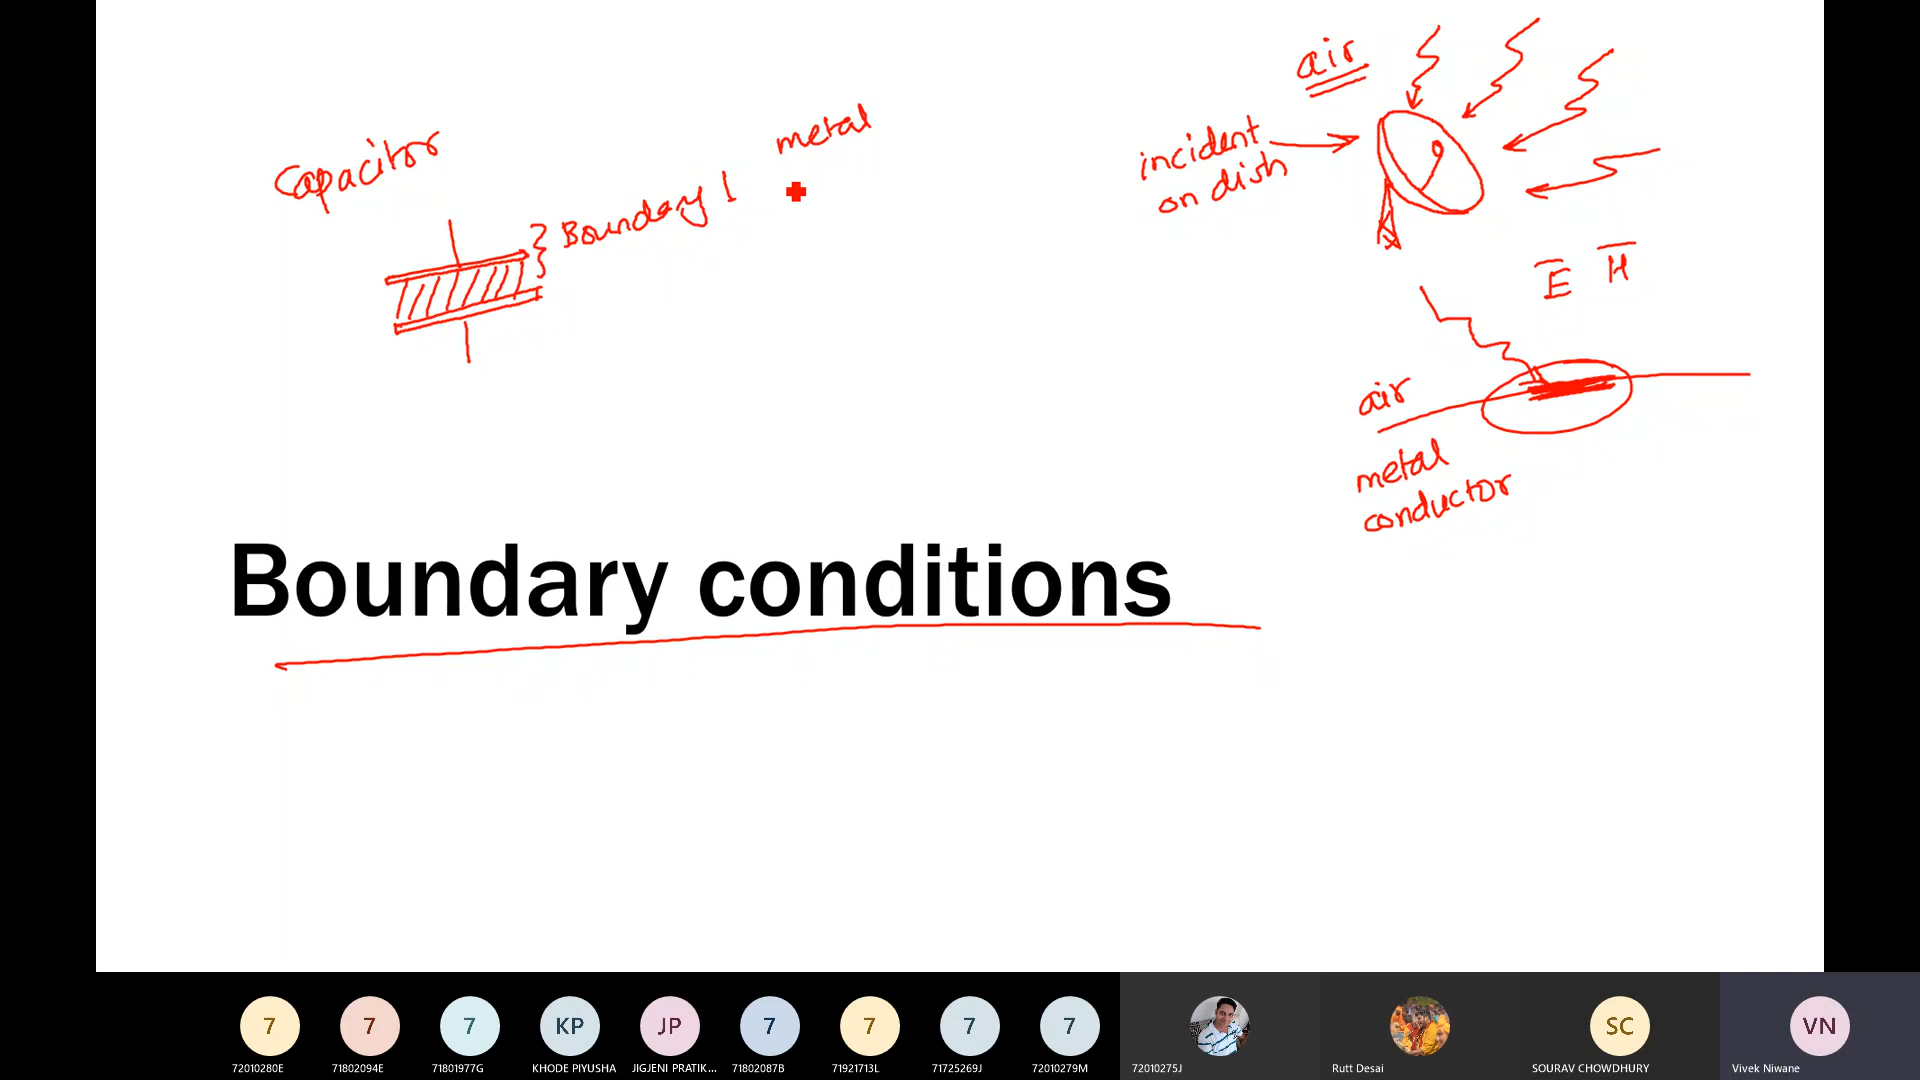 Capacitor
Boundary 1
metal
air
incident
on dish
E H
air
metal
conductor
Boundary conditions
7 7 7 KP JP 7 7 7 7 SC VN
72010280E 71802094E 71801977G KHODE PIYUSHA JIGJENI PRATIK... 71802087B 71921713L 71725269J 72010279M 72010275J Rutt Desai SOURAV CHOWDHURY Vivek Niwane